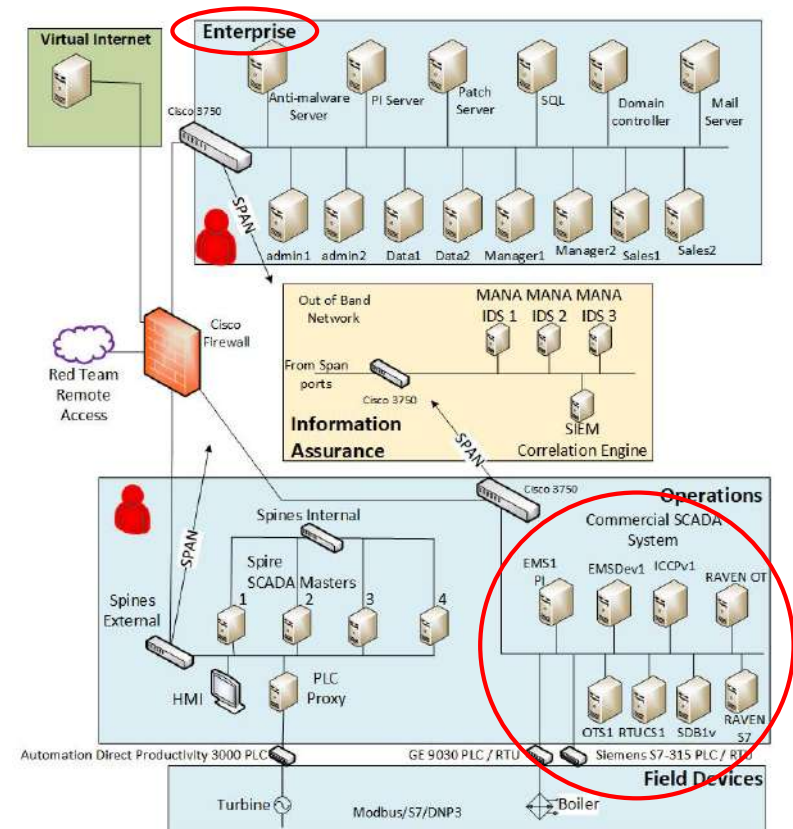 Virtual Internet
Enterprise
Anti-malware
Server
PI Server
Patch
Server
SQL
Domain
controller
Mail
Server
Cisco 3750
SPAN
admin1
admin2
Data1
Data2
Manager1
Manager2
Sales1
Sales2
Out of Band
Network
MANA MANA MANA
IDS 1 IDS 2 IDS 3
Cisco
Firewall
Red Team
Remote
Access
From Span
ports
Cisco 3750
SIEM
Correlation Engine
Information
Assurance
SPAN
SPAN
Cisco 3750
Operations
Commercial SCADA
System
Spines Internal
Spire
SCADA Masters
1 2 3 4
Spines
External
HMI
PLC
Proxy
EMS1
PI
EMSDev1
ICCPv1
RAVEN OT
OTS1
RTUCS1
SDB1v
RAVEN
S7
Automation Direct Productivity 3000 PLC
GE 9030 PLC / RTU
Siemens S7-315 PLC / RTU
Field Devices
Turbine
Modbus/S7/DNP3
Boiler